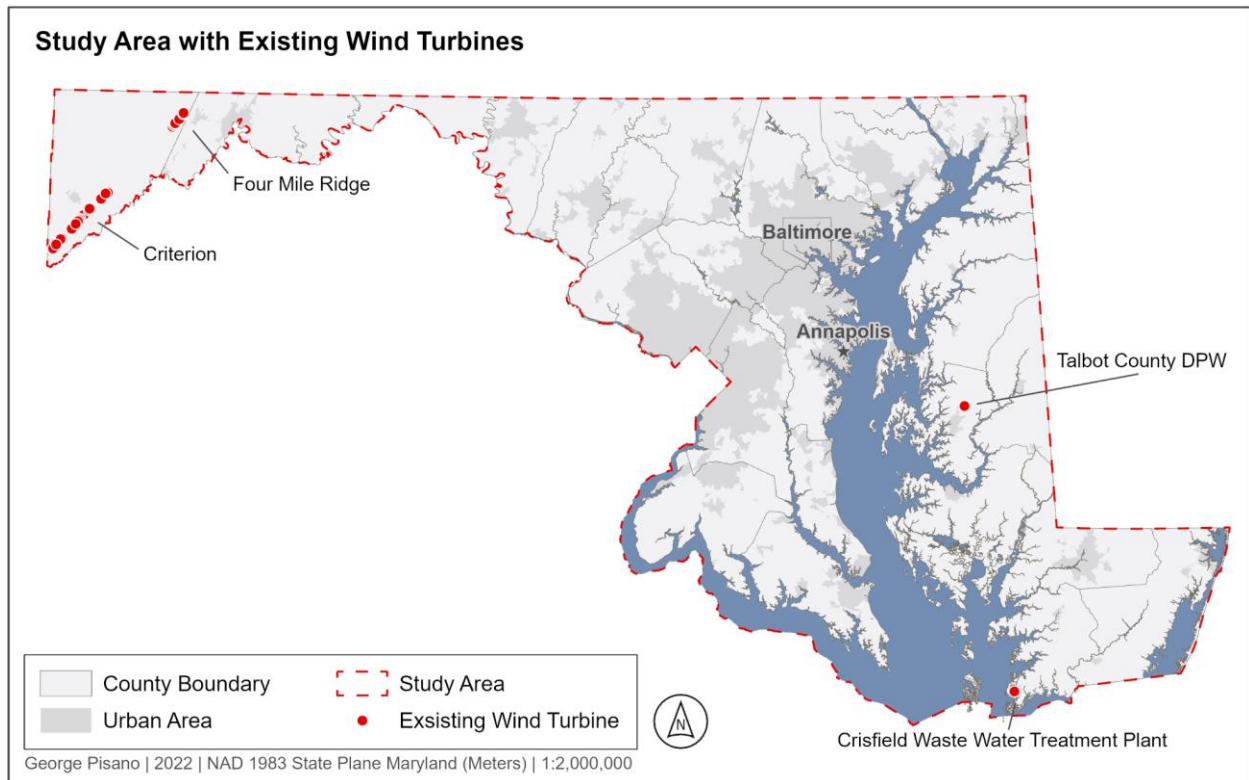 Study Area with Existing Wind Turbines
Four Mile Ridge
Criterion
Baltimore
Annapolis
Talbot County DPW
Crisfield Waste Water Treatment Plant
County Boundary
Study Area
Urban Area
Exsisting Wind Turbine
N
George Pisano | 2022 | NAD 1983 State Plane Maryland (Meters) | 1:2,000,000